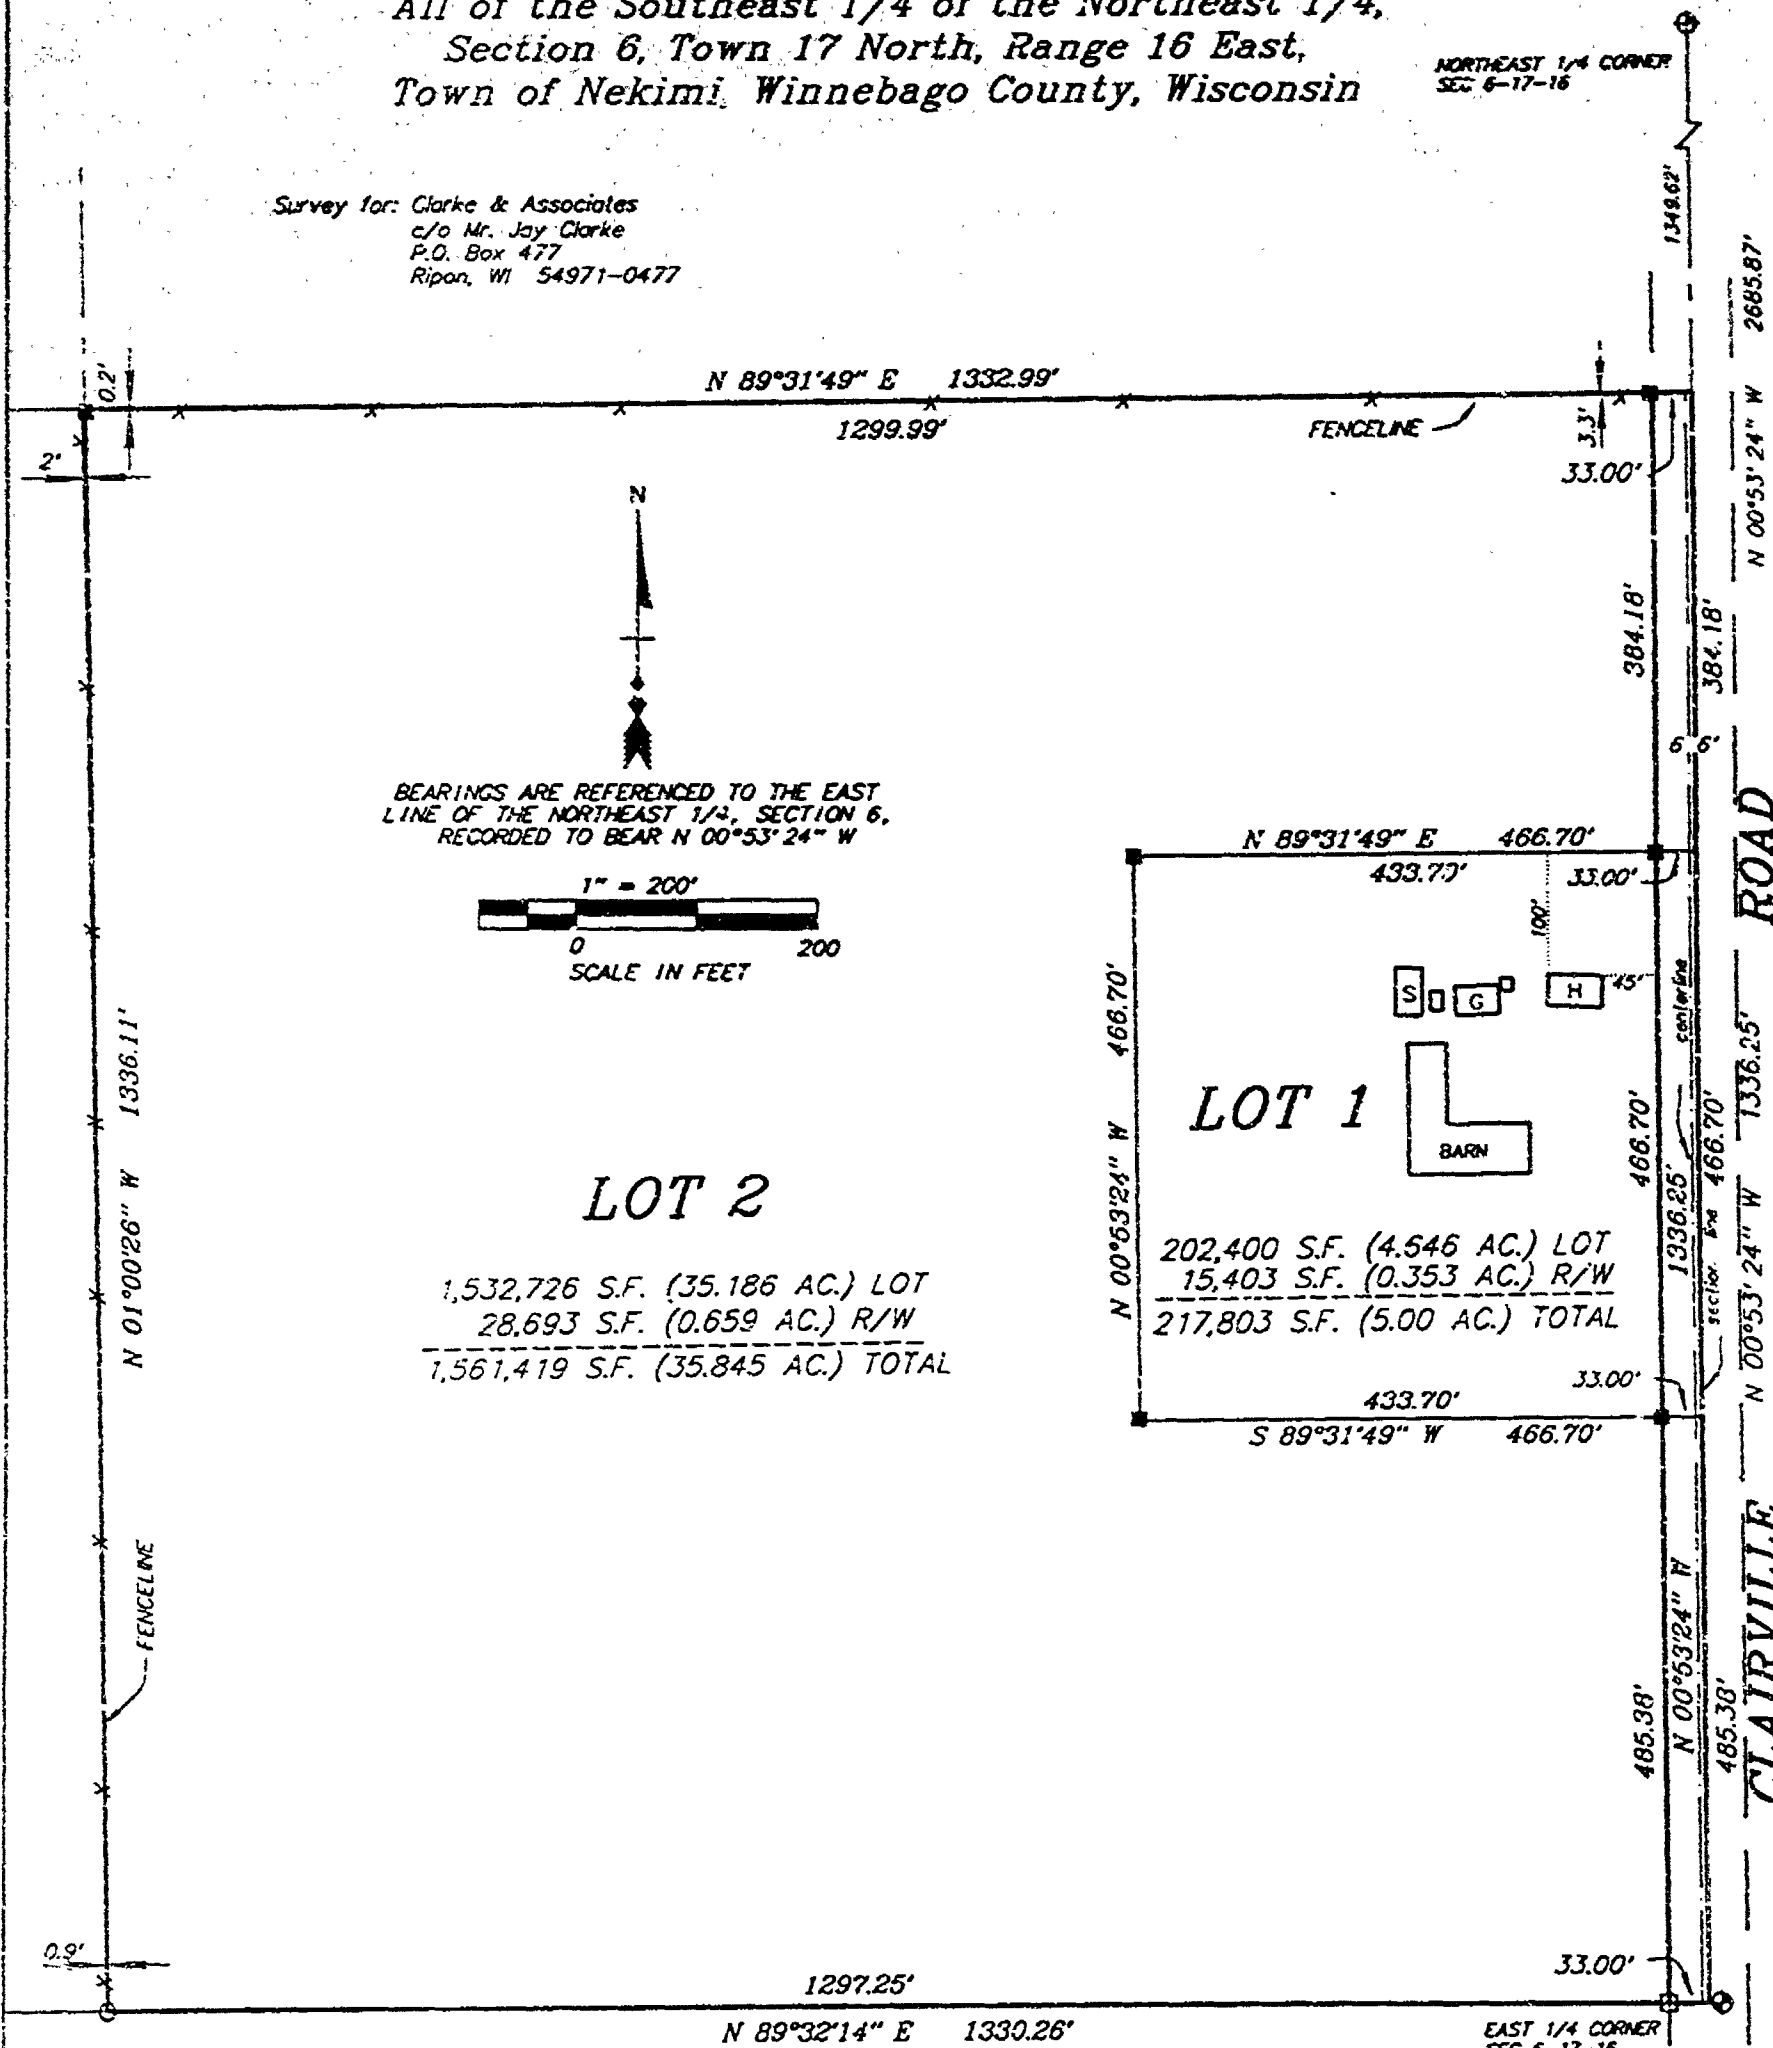 All of the Southeast 1/4 of the Northeast 1/4,
Section 6, Town 17 North, Range 16 East,
Town of Nekimi, Winnebago County, Wisconsin
NORTHEAST 1/4 CORNER
SEC 6-17-16
Survey for: Clarke & Associates
c/o Mr. Jay Clarke
P.O. Box 477
Ripon, WI 54971-0477
1349.62'
N 00°53'24" W 2685.87'
0.2'
N 89°31'49" E 1332.99'
1299.99'
FENCELINE
3.3'
33.00'
2'
N
384.18'
384.18'
66'
BEARINGS ARE REFERENCED TO THE EAST
LINE OF THE NORTHEAST 1/4, SECTION 6,
RECORDED TO BEAR N 00°53'24" W
1" = 200'
0 200
SCALE IN FEET
N 89°31'49" E 466.70'
433.70'
33.00'
100'
45'
S
G
H
BARN
centerline
N 00°53'24" W 466.70'
LOT 1
202,400 S.F. (4.646 AC.) LOT
15,403 S.F. (0.353 AC.) R/W
217,803 S.F. (5.00 AC.) TOTAL
466.70'
466.70'
1336.25'
section line
N 00°53'24" W 1336.25'
CLAIRVILLE ROAD
N 01°00'26" W 1336.11'
LOT 2
1,532,726 S.F. (35.186 AC.) LOT
28,693 S.F. (0.659 AC.) R/W
1,561,419 S.F. (35.845 AC.) TOTAL
33.00'
433.70'
S 89°31'49" W 466.70'
FENCELINE
485.38'
N 00°53'24" W
485.38'
0.9'
33.00'
1297.25'
N 89°32'14" E 1330.26'
EAST 1/4 CORNER
SEC 6-17-16